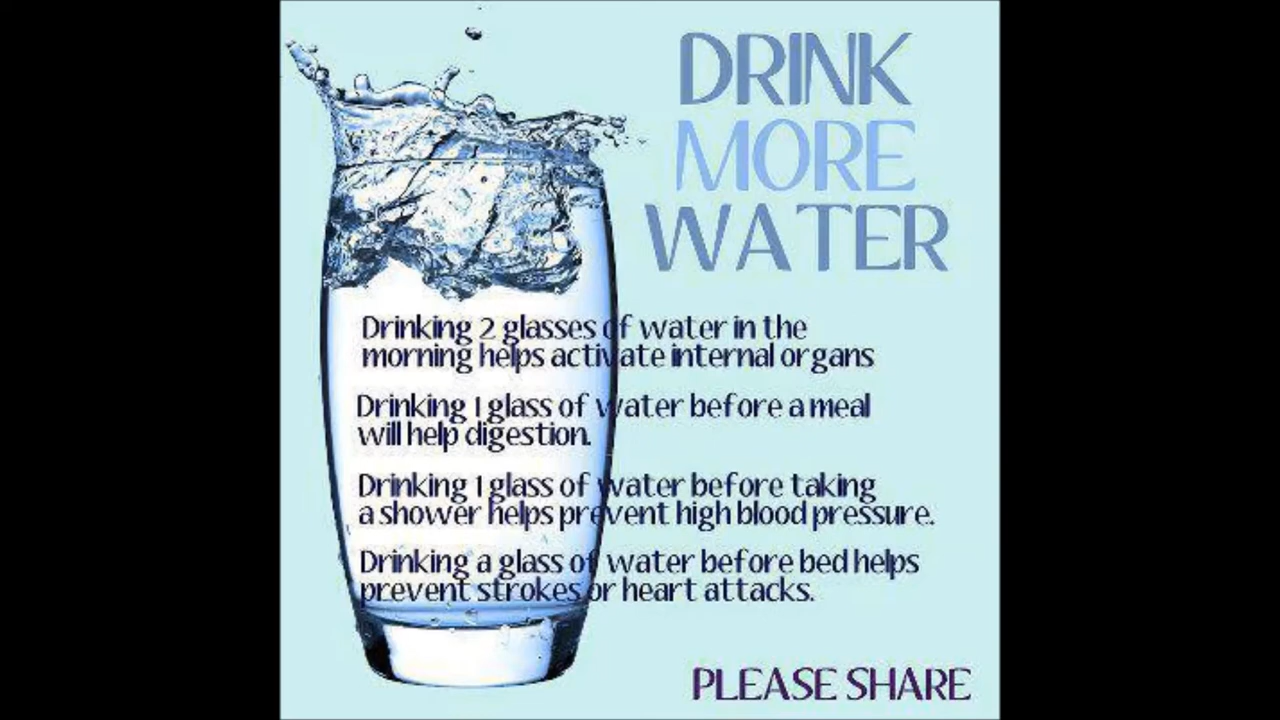 DRINK
MORE
WATER
Drinking 2 glasses of water in the
morning helps activate internal organs
Drinking 1 glass of water before a meal
will help digestion.
Drinking 1 glass of water before taking
a shower helps prevent high blood pressure.
Drinking a glass of water before bed helps
prevent strokes or heart attacks.
PLEASE SHARE